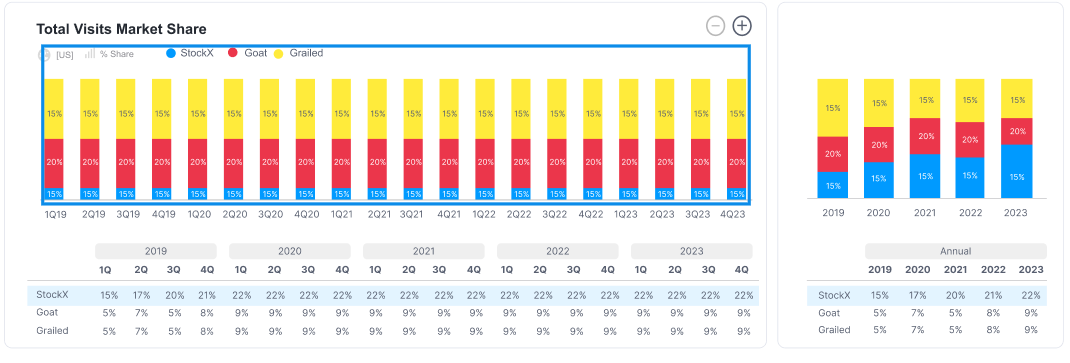 Total Visits Market Share
[US] % Share StockX Goat Grailed
15% 15% 15% 15% 15% 15% 15% 15% 15% 15% 15% 15% 15% 15% 15% 15% 15% 15% 15% 15%
20% 20% 20% 20% 20% 20% 20% 20% 20% 20% 20% 20% 20% 20% 20% 20% 20% 20% 20% 20%
15% 15% 15% 15% 15% 15% 15% 15% 15% 15% 15% 15% 15% 15% 15% 15% 15% 15% 15% 15%
1Q19 2Q19 3Q19 4Q19 1Q20 2Q20 3Q20 4Q20 1Q21 2Q21 3Q21 4Q21 1Q22 2Q22 3Q22 4Q22 1Q23 2Q23 3Q23 4Q23
2019 2020 2021 2022 2023
1Q 2Q 3Q 4Q 1Q 2Q 3Q 4Q 1Q 2Q 3Q 4Q 1Q 2Q 3Q 4Q 1Q 2Q 3Q 4Q
StockX 15% 17% 20% 21% 22% 22% 22% 22% 22% 22% 22% 22% 22% 22% 22% 22% 22% 22% 22% 22%
Goat 5% 7% 5% 8% 9% 9% 9% 9% 9% 9% 9% 9% 9% 9% 9% 9% 9% 9% 9% 9%
Grailed 5% 7% 5% 8% 9% 9% 9% 9% 9% 9% 9% 9% 9% 9% 9% 9% 9% 9% 9% 9%
15% 15% 15% 15% 15%
20% 20% 20% 20% 20%
15% 15% 15% 15% 15%
2019 2020 2021 2022 2023
Annual
2019 2020 2021 2022 2023
StockX 15% 17% 20% 21% 22%
Goat 5% 7% 5% 8% 9%
Grailed 5% 7% 5% 8% 9%